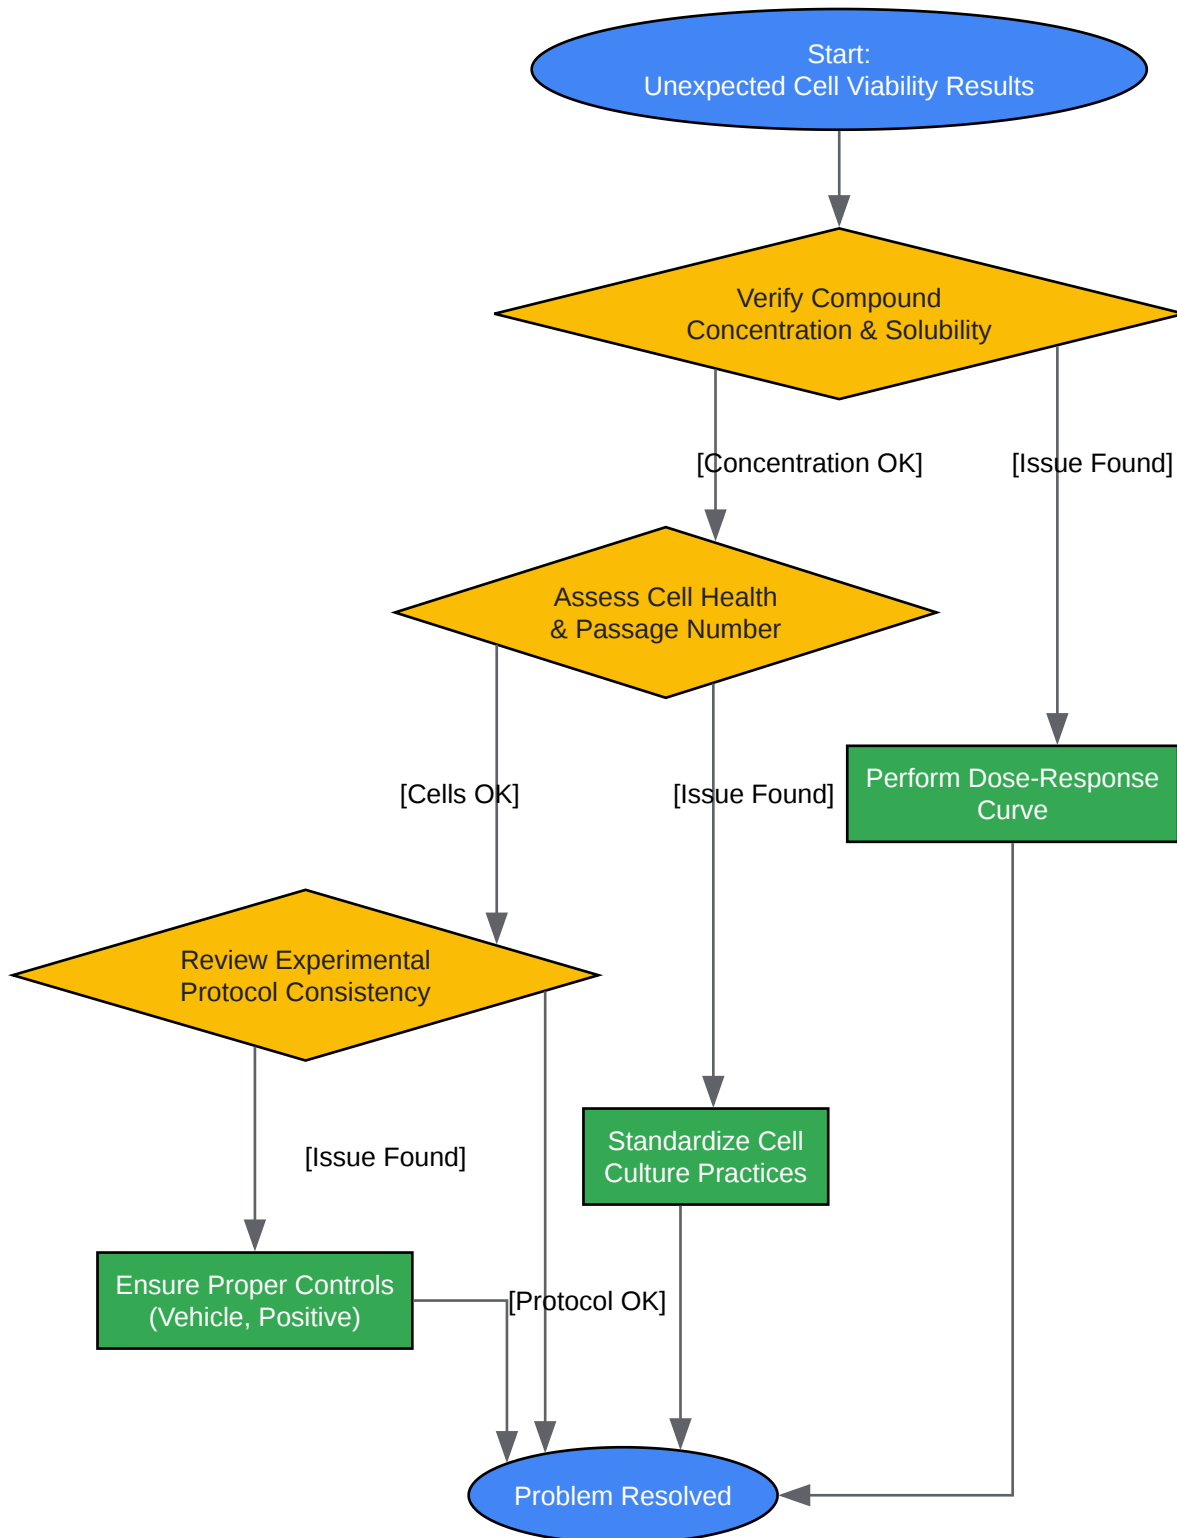 Start:
Unexpected Cell Viability Results
Verify Compound
Concentration & Solubility
[Concentration OK]
[Issue Found]
Assess Cell Health
& Passage Number
[Cells OK]
[Issue Found]
Perform Dose-Response
Curve
Review Experimental
Protocol Consistency
[Issue Found]
Standardize Cell
Culture Practices
Ensure Proper Controls
(Vehicle, Positive)
[Protocol OK]
Problem Resolved